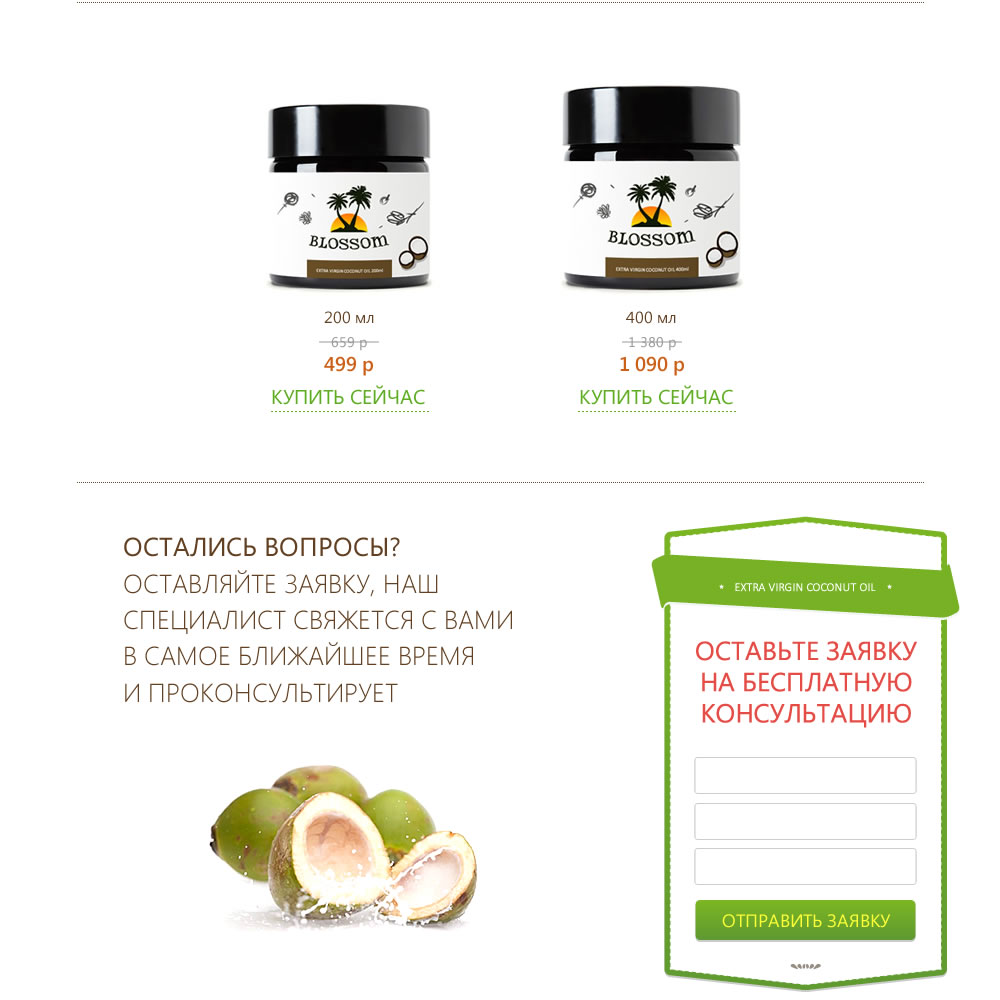 BLOSSOM
EXTRA VIRGIN COCONUT OIL 200ml
BLOSSOM
EXTRA VIRGIN COCONUT OIL 400ml
200 мл
659 р
499 р
КУПИТЬ СЕЙЧАС
400 мл
1 380 р
1 090 р
КУПИТЬ СЕЙЧАС
ОСТАЛИСЬ ВОПРОСЫ?
ОСТАВЛЯЙТЕ ЗАЯВКУ, НАШ
СПЕЦИАЛИСТ СВЯЖЕТСЯ С ВАМИ
В САМОЕ БЛИЖАЙШЕЕ ВРЕМЯ
И ПРОКОНСУЛЬТИРУЕТ
* EXTRA VIRGIN COCONUT OIL *
ОСТАВЬТЕ ЗАЯВКУ
НА БЕСПЛАТНУЮ
КОНСУЛЬТАЦИЮ
ОТПРАВИТЬ ЗАЯВКУ